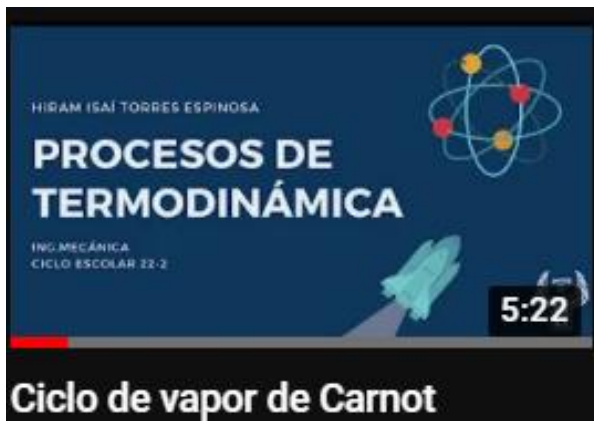 HIRAM ISAÍ TORRES ESPINOSA
PROCESOS DE
TERMODINÁMICA
ING.MECÁNICA
CICLO ESCOLAR 22-2
5:22
Ciclo de vapor de Carnot